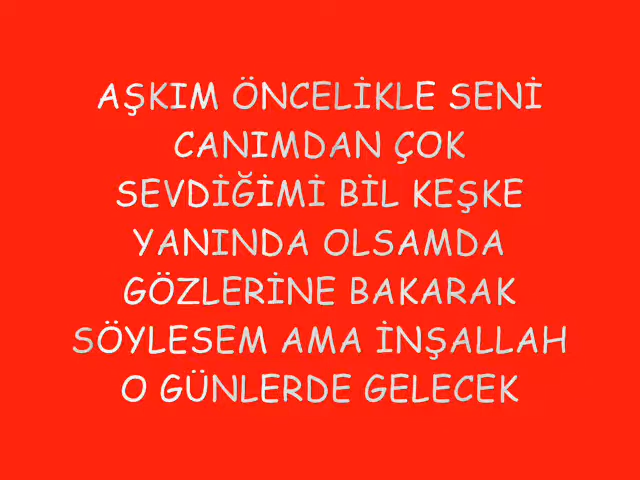 AŞKIM ÖNCELİKLE SENİ
CANIMDAN ÇOK
SEVDİĞİMİ BİL KEŞKE
YANINDA OLSAMDA
GÖZLERİNE BAKARAK
SÖYLESEM AMA İNŞALLAH
O GÜNLERDE GELECEK